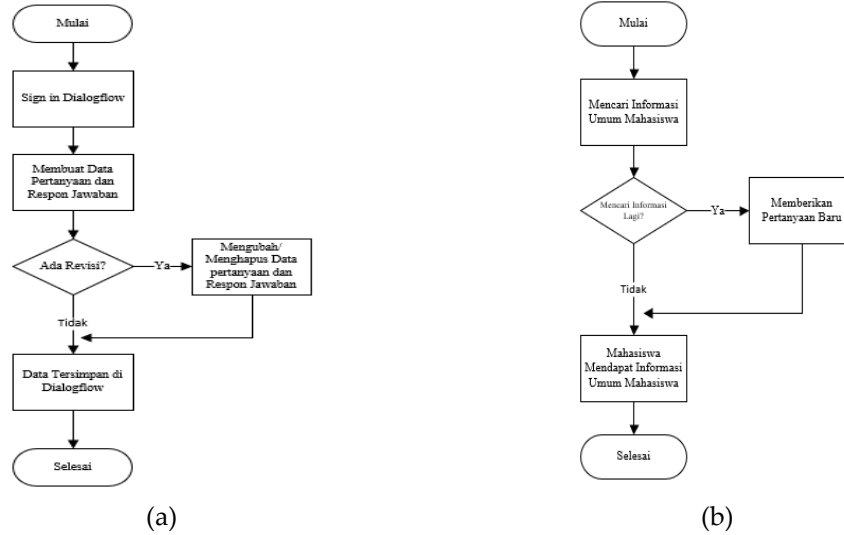 Mulai
Sign in Dialogflow
Membuat Data
Pertanyaan dan
Respon Jawaban
Ada Revisi?
Ya
Mengubah/
Menghapus Data
pertanyaan dan
Respon Jawaban
Tidak
Data Tersimpan di
Dialogflow
Selesai
(a)
Mulai
Mencari Informasi
Umum Mahasiswa
Mencari Informasi
Lagi?
Ya
Memberikan
Pertanyaan Baru
Tidak
Mahasiswa
Mendapat Informasi
Umum Mahasiswa
Selesai
(b)